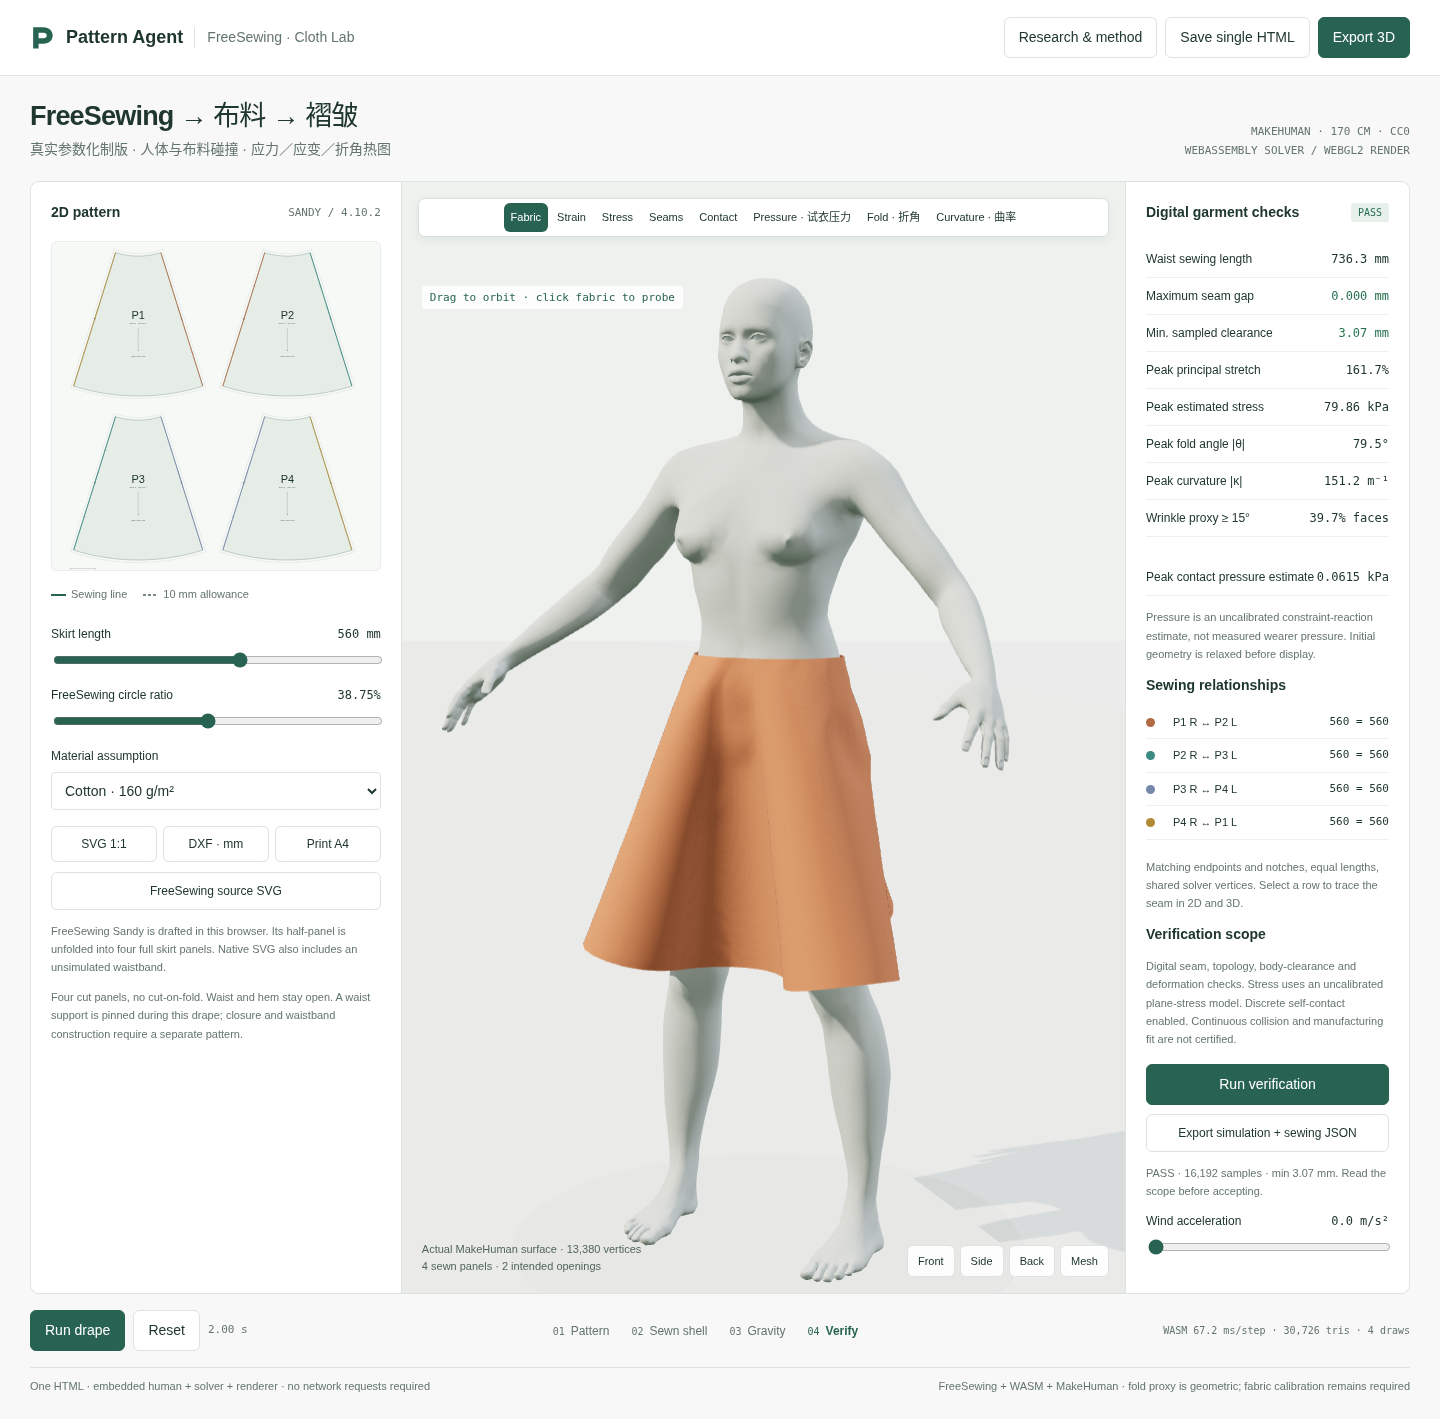 Pattern Agent
FreeSewing · Cloth Lab
Research & method
Save single HTML
Export 3D
FreeSewing → 布料 → 褶皱
真实参数化制版 · 人体与布料碰撞 · 应力／应变／折角热图
MAKEHUMAN · 170 CM · CC0
WEBASSEMBLY SOLVER / WEBGL2 RENDER
2D pattern
SANDY / 4.10.2
P1
P2
P3
P4
Sewing line
10 mm allowance
Skirt length
560 mm
FreeSewing circle ratio
38.75%
Material assumption
Cotton · 160 g/m²
SVG 1:1
DXF · mm
Print A4
FreeSewing source SVG
FreeSewing Sandy is drafted in this browser. Its half-panel is
unfolded into four full skirt panels. Native SVG also includes an
unsimulated waistband.
Four cut panels, no cut-on-fold. Waist and hem stay open. A waist
support is pinned during this drape; closure and waistband
construction require a separate pattern.
Fabric
Strain
Stress
Seams
Contact
Pressure · 试衣压力
Fold · 折角
Curvature · 曲率
Drag to orbit · click fabric to probe
Actual MakeHuman surface · 13,380 vertices
4 sewn panels · 2 intended openings
Front
Side
Back
Mesh
Digital garment checks
PASS
Waist sewing length
736.3 mm
Maximum seam gap
0.000 mm
Min. sampled clearance
3.07 mm
Peak principal stretch
161.7%
Peak estimated stress
79.86 kPa
Peak fold angle |θ|
79.5°
Peak curvature |κ|
151.2 m⁻¹
Wrinkle proxy ≥ 15°
39.7% faces
Peak contact pressure estimate
0.0615 kPa
Pressure is an uncalibrated constraint-reaction
estimate, not measured wearer pressure. Initial
geometry is relaxed before display.
Sewing relationships
P1 R ↔ P2 L
560 = 560
P2 R ↔ P3 L
560 = 560
P3 R ↔ P4 L
560 = 560
P4 R ↔ P1 L
560 = 560
Matching endpoints and notches, equal lengths,
shared solver vertices. Select a row to trace the
seam in 2D and 3D.
Verification scope
Digital seam, topology, body-clearance and
deformation checks. Stress uses an uncalibrated
plane-stress model. Discrete self-contact
enabled. Continuous collision and manufacturing
fit are not certified.
Run verification
Export simulation + sewing JSON
PASS · 16,192 samples · min 3.07 mm. Read the
scope before accepting.
Wind acceleration
0.0 m/s²
Run drape
Reset
2.00 s
01 Pattern
02 Sewn shell
03 Gravity
04 Verify
WASM 67.2 ms/step · 30,726 tris · 4 draws
One HTML · embedded human + solver + renderer · no network requests required
FreeSewing + WASM + MakeHuman · fold proxy is geometric; fabric calibration remains required